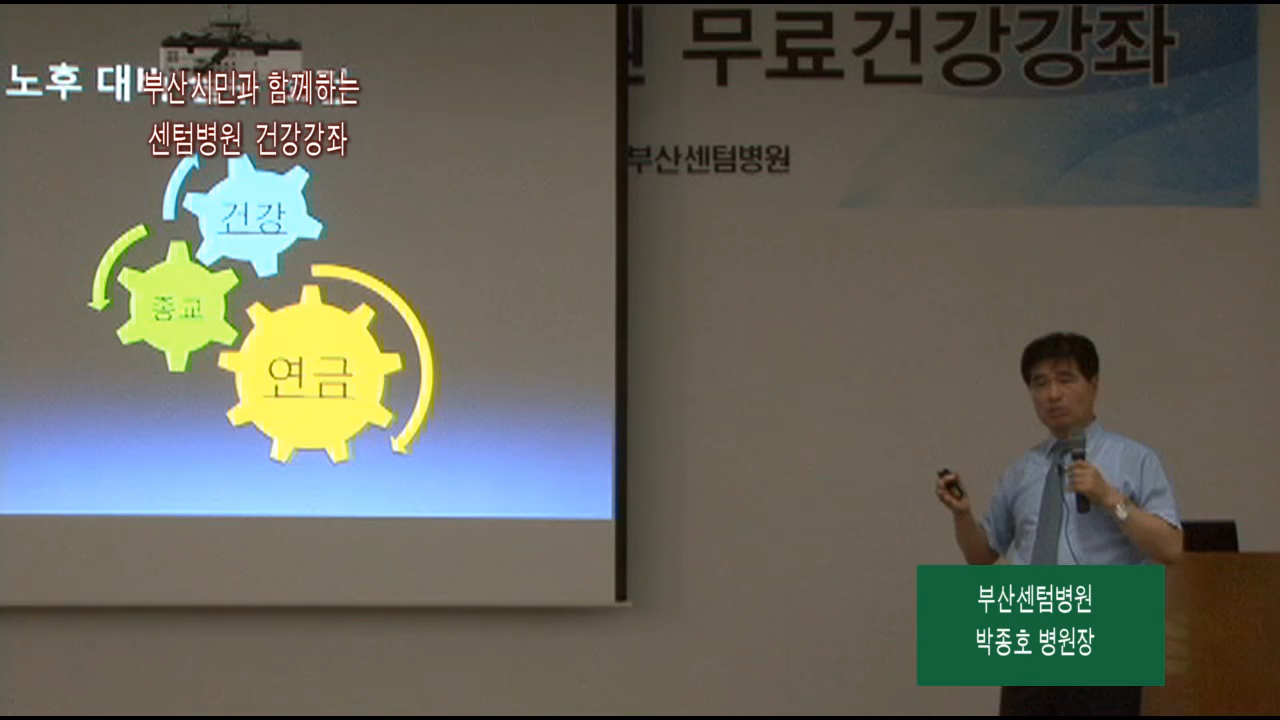 노후 대비
부산시민과 함께하는
센텀병원 건강강좌
건강
종교
연금
원 무료건강강좌
부산센텀병원
부산센텀병원
박종호 병원장